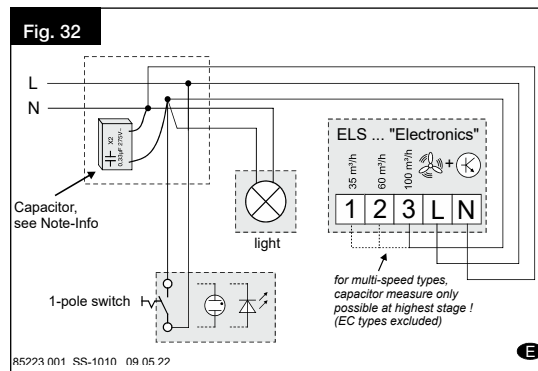 Fig. 32
L
N
X2
0.33µF 275V~
Capacitor,
see Note-Info
light
1-pole switch
ELS ... "Electronics"
35 m³/h
60 m³/h
100 m³/h
+
1 2 3 L N
for multi-speed types,
capacitor measure only
possible at highest stage !
(EC types excluded)
85223 001 SS-1010 09.05.22
E